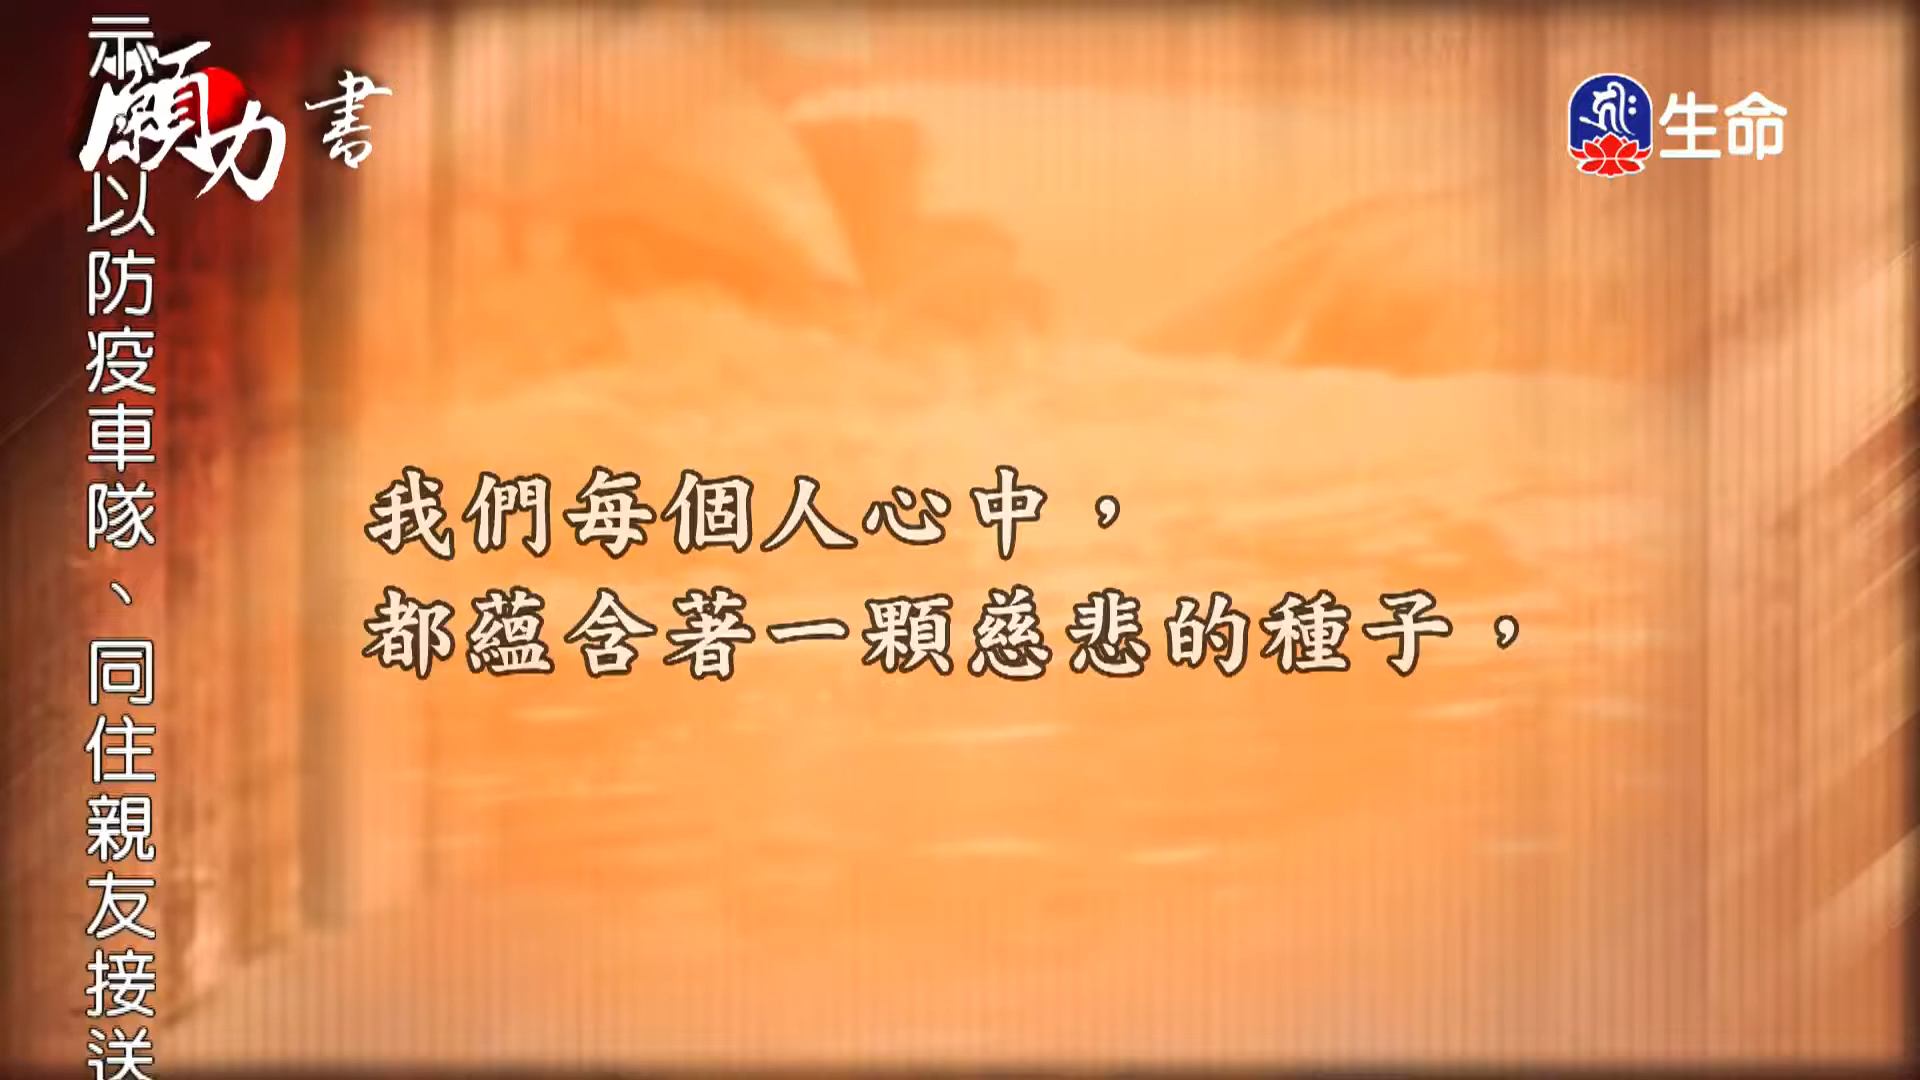 願力書
生命
我們每個人心中，
都蘊含著一顆慈悲的種子，
示
以防疫車隊、同住親友接送